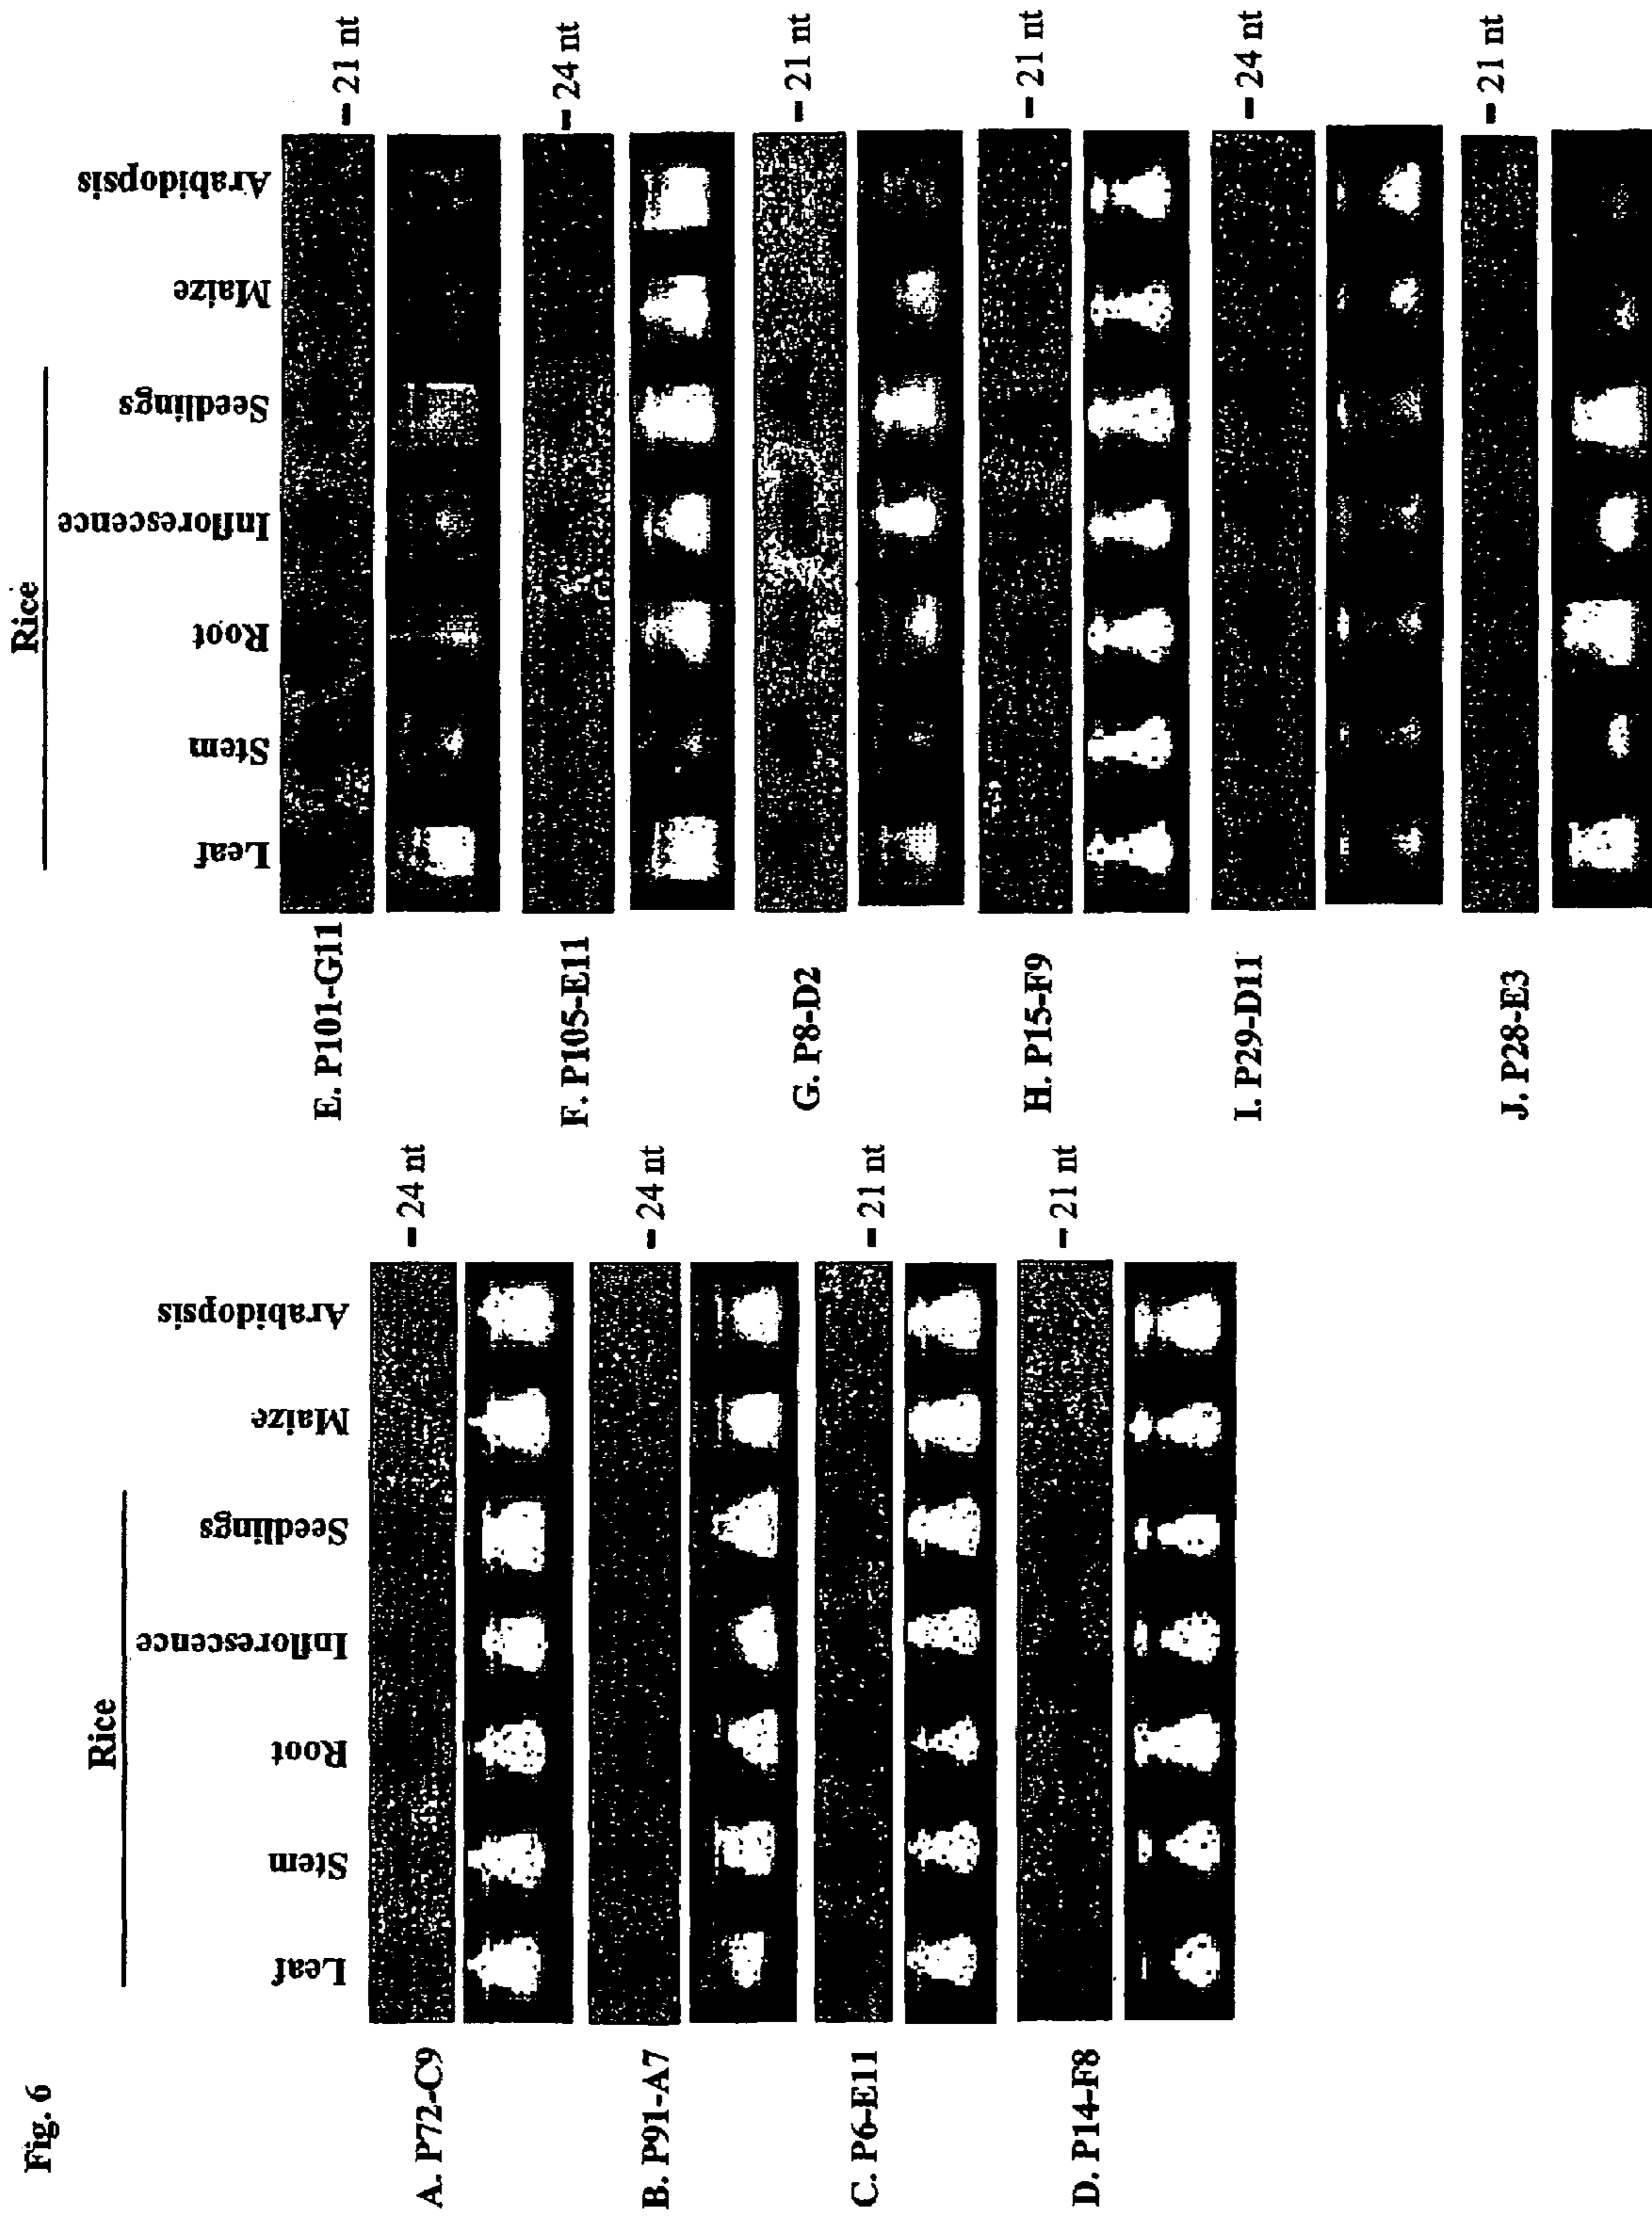 Fig. 6
Rice
Leaf Stem Root Inflorescence Seedlings Maize Arabidopsis
A. P72-C9 – 24 nt
B. P91-A7 – 24 nt
C. P6-E11 – 21 nt
D. P14-F8 – 21 nt
Rice
Leaf Stem Root Inflorescence Seedlings Maize Arabidopsis
E. P101-G11 – 21 nt
F. P105-E11 – 24 nt
G. P8-D2 – 21 nt
H. P15-F9 – 21 nt
I. P29-D11 – 24 nt
J. P28-E3 – 21 nt